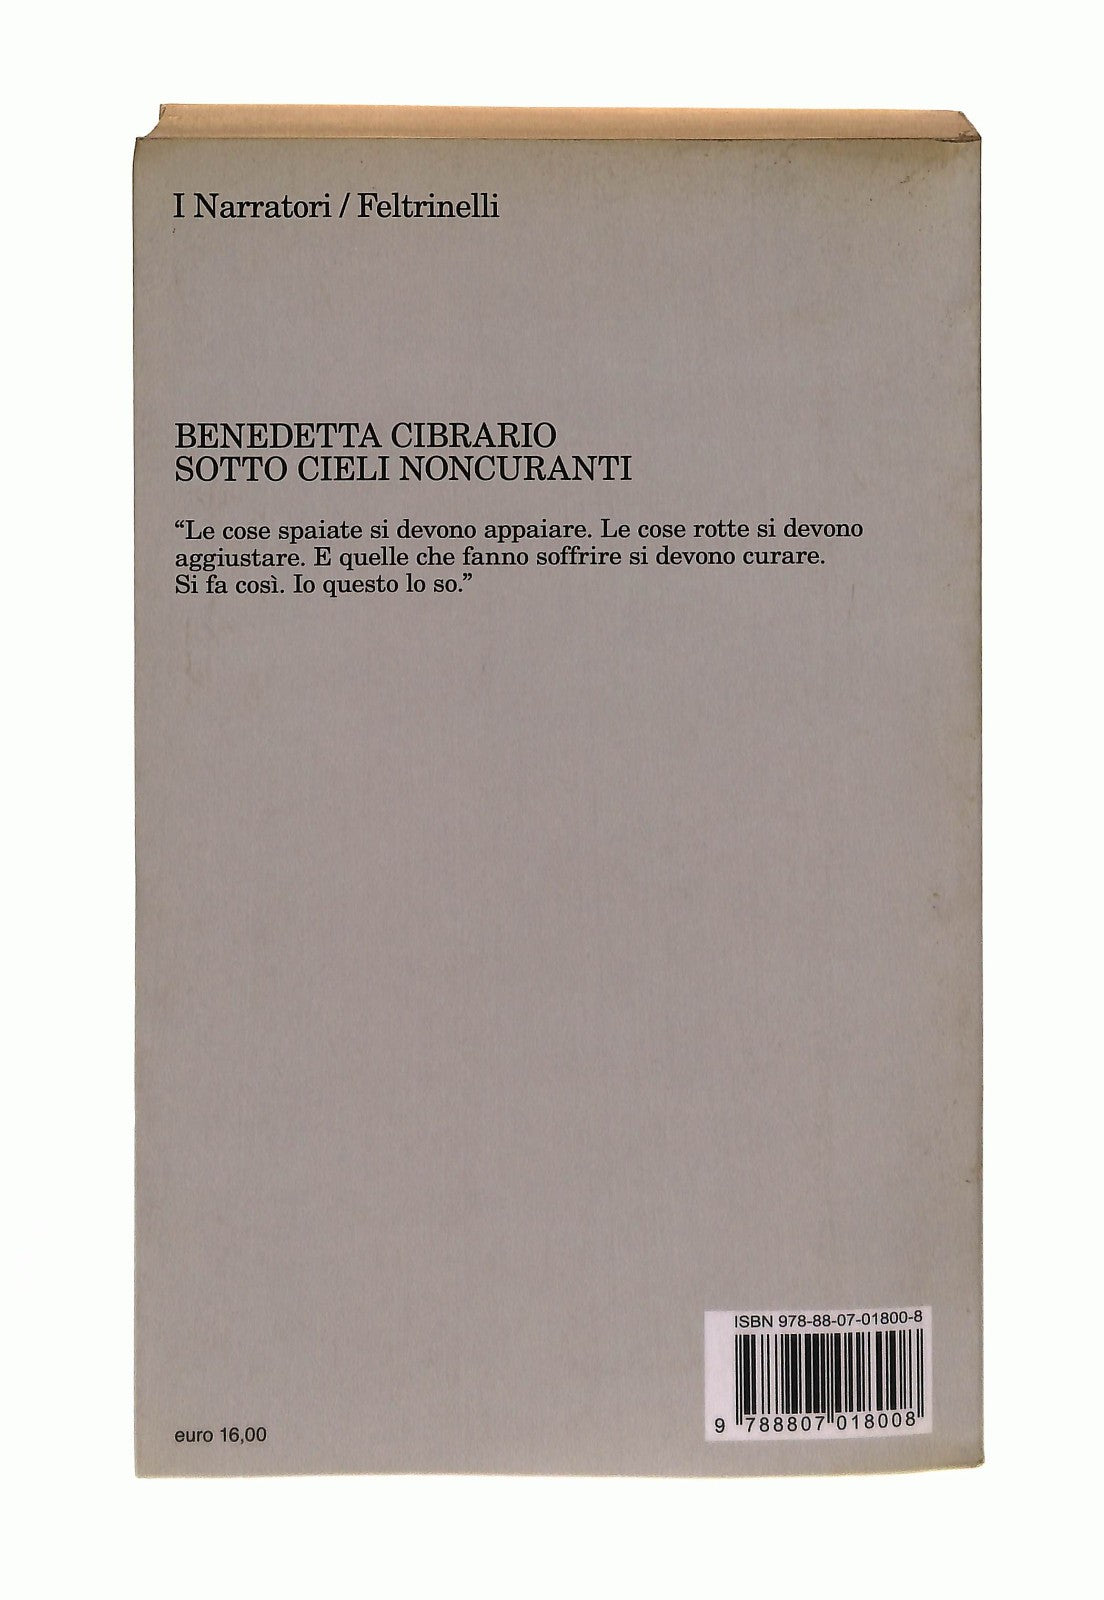 I Narratori / Feltrinelli
BENEDETTA CIBRARIO
SOTTO CIELI NONCURANTI
“Le cose spaiate si devono appaiare. Le cose rotte si devono
aggiustare. E quelle che fanno soffrire si devono curare.
Si fa così. Io questo lo so.”
ISBN 978-88-07-01800-8
9 788807 018008
euro 16,00